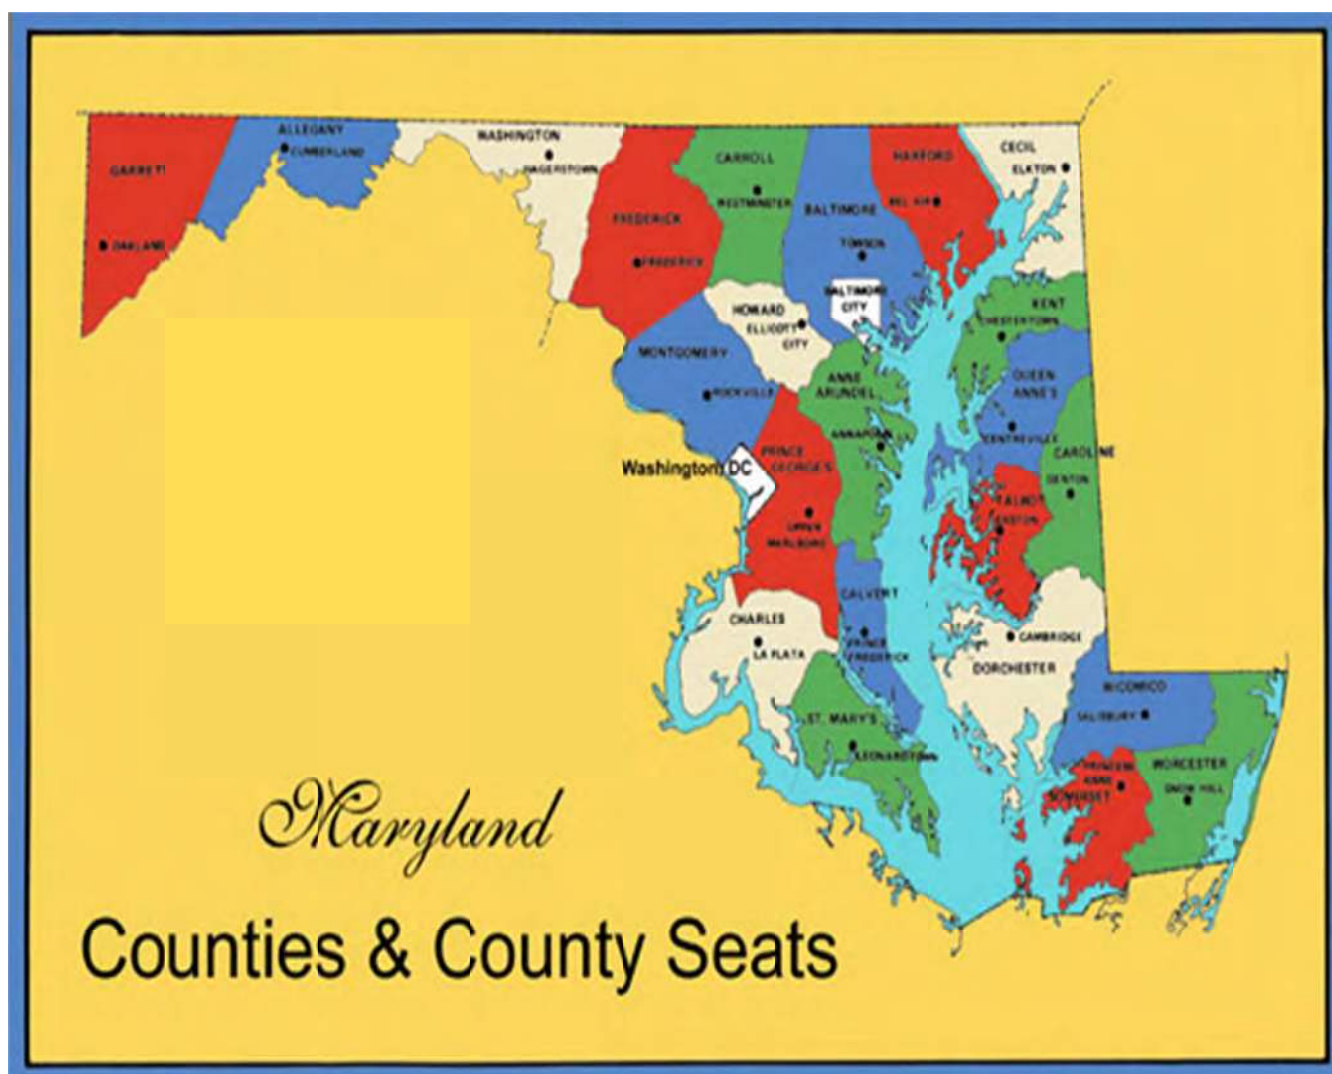 ALLEGANY
CUMBERLAND
WASHINGTON
HAGERSTOWN
GARRETT
OAKLAND
FREDERICK
FREDERICK
CARROLL
WESTMINSTER
BALTIMORE
TOWSON
BALTIMORE
CITY
HARFORD
BEL AIR
CECIL
ELKTON
HOWARD
ELLICOTT
CITY
MONTGOMERY
ROCKVILLE
KENT
CHESTERTOWN
QUEEN
ANNE'S
CENTREVILLE
ANNE
ARUNDEL
ANNAPOLIS
Washington, DC
PRINCE
GEORGE'S
UPPER
MARLBORO
CAROLINE
DENTON
TALBOT
EASTON
CALVERT
PRINCE
FREDERICK
CHARLES
LA PLATA
CAMBRIDGE
DORCHESTER
ST. MARY'S
LEONARDTOWN
WICOMICO
SALISBURY
PRINCESS
ANNE
SOMERSET
WORCESTER
SNOW HILL
Maryland
Counties & County Seats